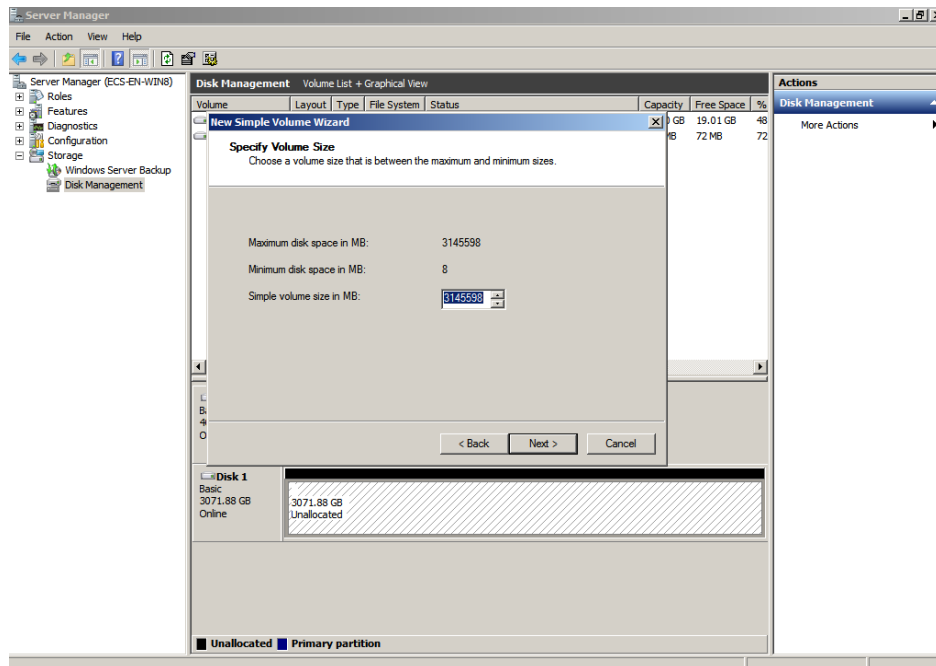 Server Manager
File Action View Help
Server Manager (ECS-EN-WIN8)
Roles
Features
Diagnostics
Configuration
Storage
Windows Server Backup
Disk Management
Disk Management Volume List + Graphical View
Volume Layout Type File System Status Capacity Free Space %
GB 19.01 GB 48
MB 72 MB 72
New Simple Volume Wizard
Specify Volume Size
Choose a volume size that is between the maximum and minimum sizes.
Maximum disk space in MB: 3145598
Minimum disk space in MB: 8
Simple volume size in MB: 3145598
< Back Next > Cancel
Disk 1
Basic
3071.88 GB
Online
3071.88 GB
Unallocated
Unallocated Primary partition
Actions
Disk Management
More Actions